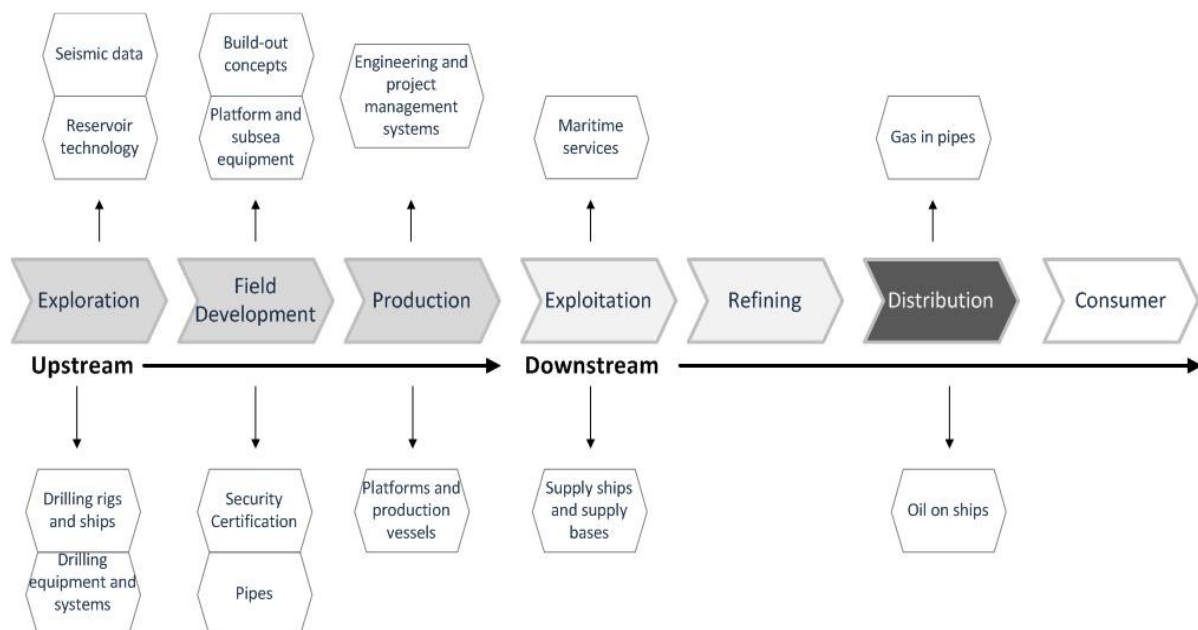 Seismic data
Reservoir
technology
Build-out
concepts
Platform and
subsea
equipment
Engineering and
project
management
systems
Maritime
services
Gas in pipes
Exploration
Field
Development
Production
Exploitation
Refining
Distribution
Consumer
Upstream
Downstream
Drilling rigs
and ships
Drilling
equipment and
systems
Security
Certification
Pipes
Platforms and
production
vessels
Supply ships
and supply
bases
Oil on ships